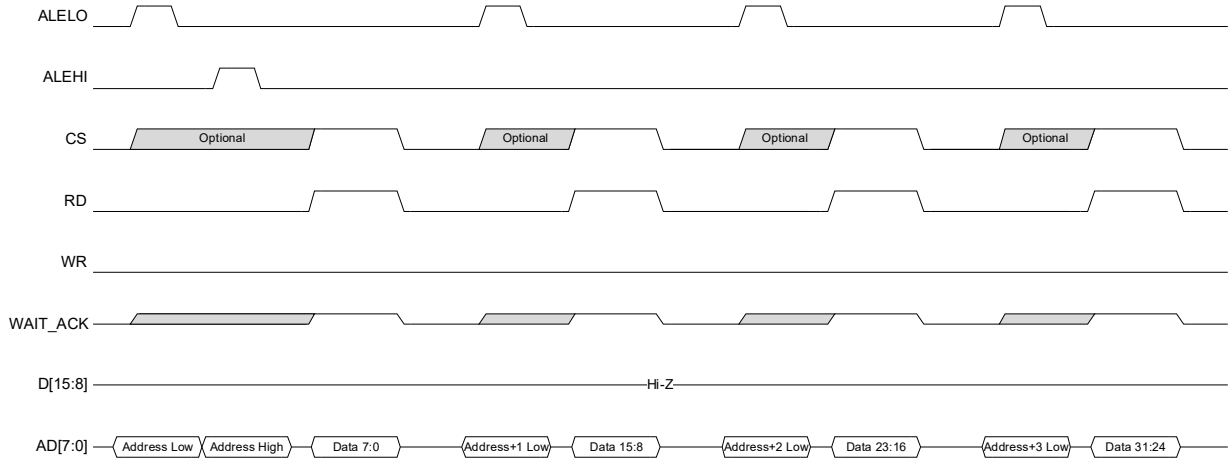 ALELO
ALEHI
CS Optional Optional Optional Optional
RD
WR
WAIT_ACK
D[15:8] Hi-Z
AD[7:0] Address Low Address High Data 7:0 Address+1 Low Data 15:8 Address+2 Low Data 23:16 Address+3 Low Data 31:24